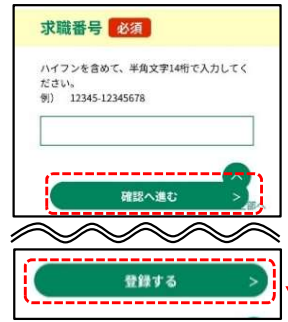 求職番号 必須
ハイフンを含めて、半角文字14桁で入力してく
ださい。
例） 12345-12345678
確認へ進む
登録する